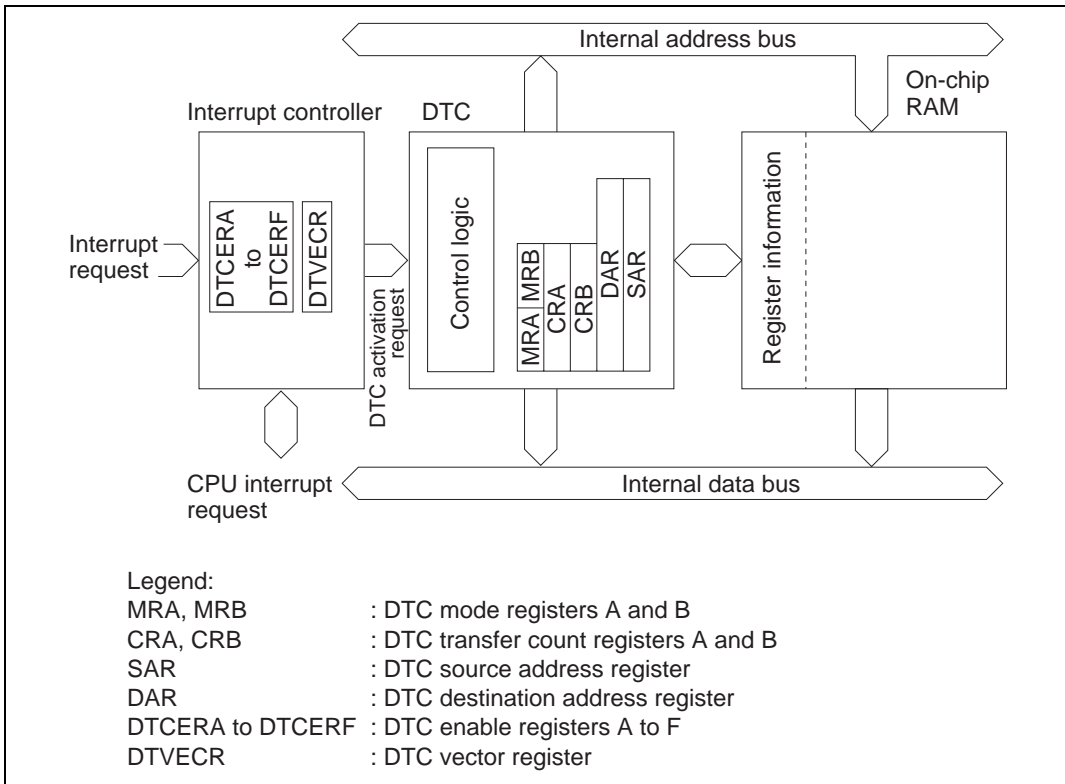 Internal address bus
On-chip
RAM
Interrupt controller
DTC
Interrupt
request
DTCERA
to
DTCERF
DTVECR
DTC activation
request
Control logic
MRA MRB
CRA
CRB
DAR
SAR
Register information
CPU interrupt
request
Internal data bus
Legend:
MRA, MRB : DTC mode registers A and B
CRA, CRB : DTC transfer count registers A and B
SAR : DTC source address register
DAR : DTC destination address register
DTCERA to DTCERF : DTC enable registers A to F
DTVECR : DTC vector register